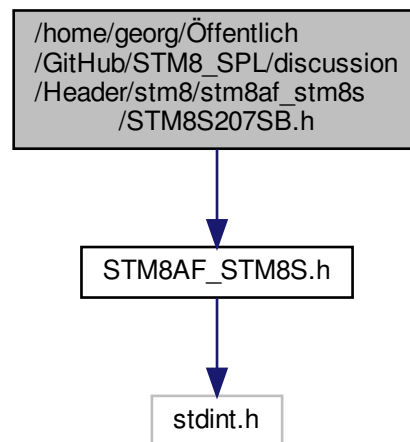 /home/georg/Öffentlich
/GitHub/STM8_SPL/discussion
/Header/stm8/stm8af_stm8s
/STM8S207SB.h
STM8AF_STM8S.h
stdint.h